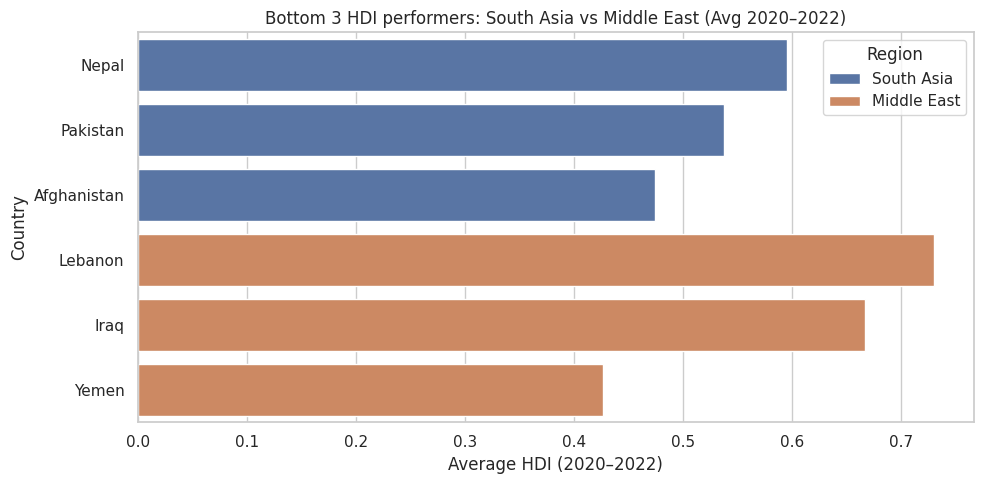 Bottom 3 HDI performers: South Asia vs Middle East (Avg 2020–2022)
Region
South Asia
Middle East
Country
Nepal
Pakistan
Afghanistan
Lebanon
Iraq
Yemen
0.0 0.1 0.2 0.3 0.4 0.5 0.6 0.7
Average HDI (2020–2022)